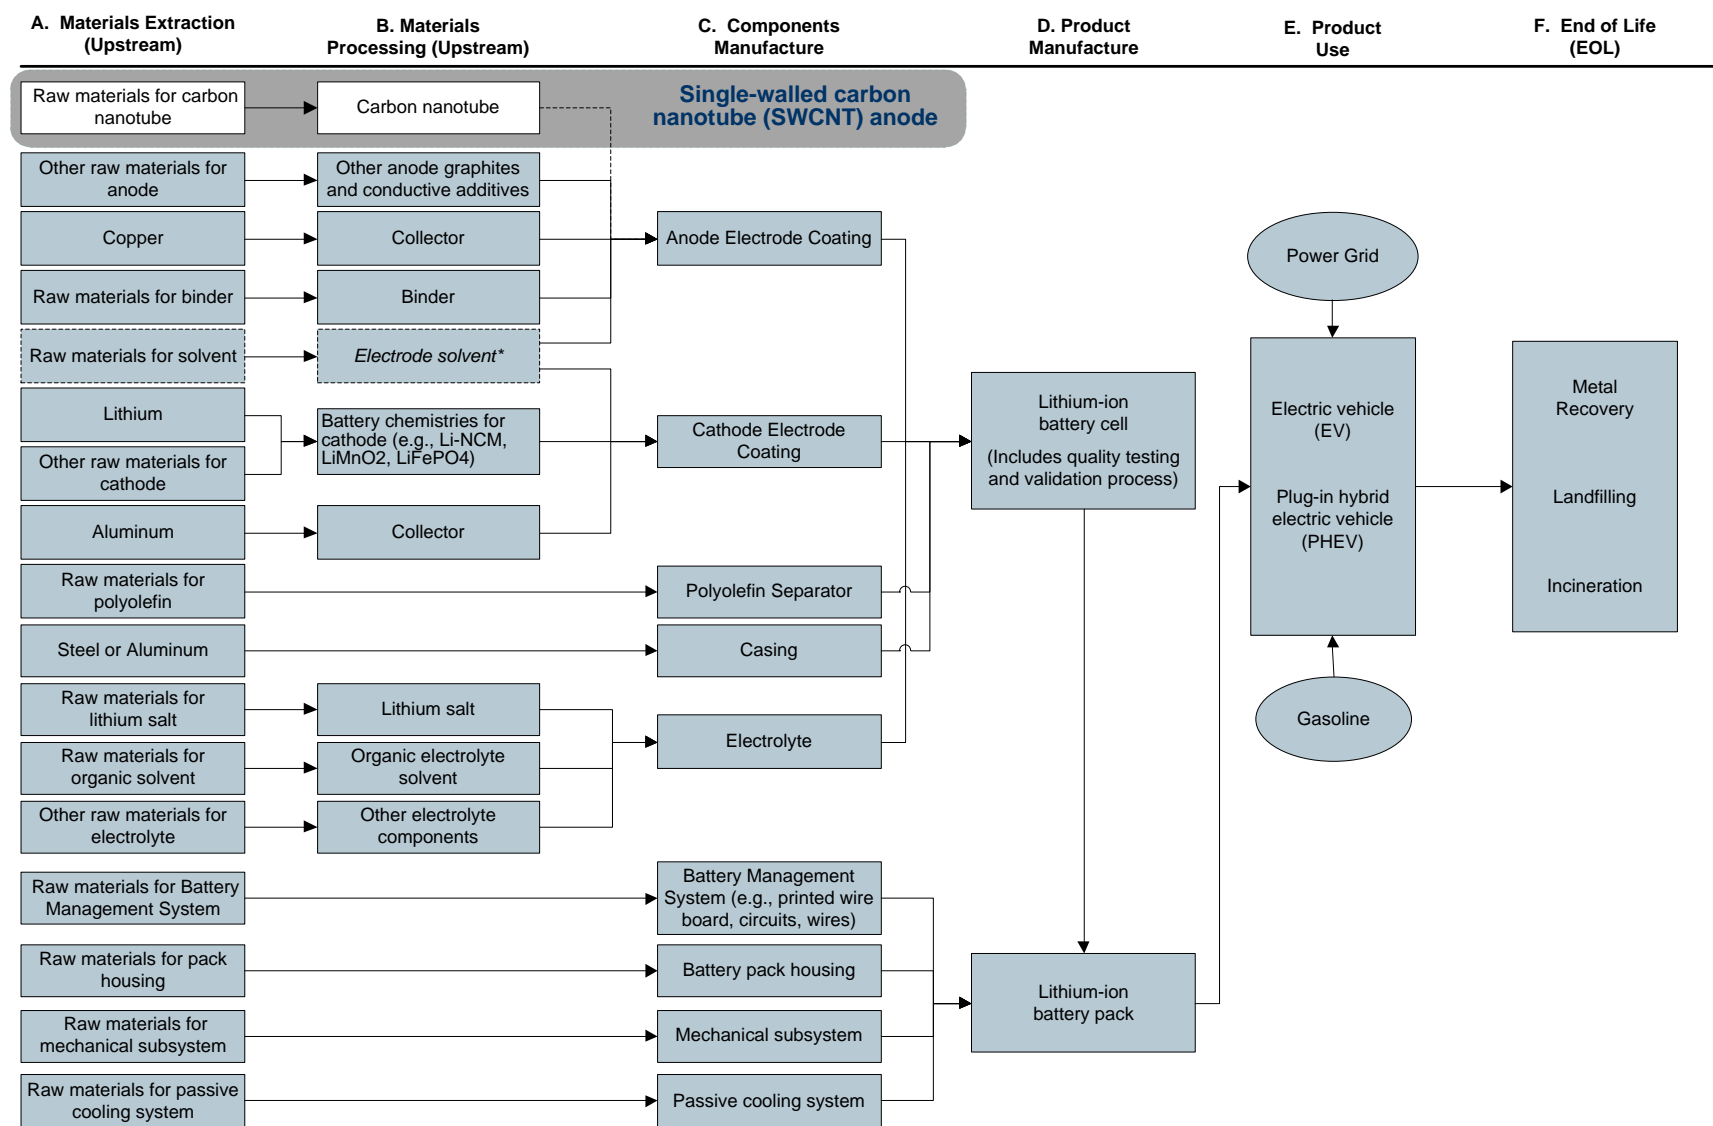 A. Materials Extraction
(Upstream)
B. Materials
Processing (Upstream)
C. Components
Manufacture
D. Product
Manufacture
E. Product
Use
F. End of Life
(EOL)
Raw materials for carbon
nanotube
Carbon nanotube
Single-walled carbon
nanotube (SWCNT) anode
Other raw materials for
anode
Other anode graphites
and conductive additives
Copper
Collector
Anode Electrode Coating
Raw materials for binder
Binder
Raw materials for solvent
Electrode solvent*
Lithium
Other raw materials for
cathode
Battery chemistries for
cathode (e.g., Li-NCM,
LiMnO2, LiFePO4)
Cathode Electrode
Coating
Aluminum
Collector
Raw materials for
polyolefin
Polyolefin Separator
Steel or Aluminum
Casing
Raw materials for
lithium salt
Lithium salt
Raw materials for
organic solvent
Organic electrolyte
solvent
Electrolyte
Other raw materials for
electrolyte
Other electrolyte
components
Raw materials for Battery
Management System
Battery Management
System (e.g., printed wire
board, circuits, wires)
Raw materials for pack
housing
Battery pack housing
Raw materials for
mechanical subsystem
Mechanical subsystem
Raw materials for passive
cooling system
Passive cooling system
Lithium-ion
battery cell
(Includes quality testing
and validation process)
Lithium-ion
battery pack
Power Grid
Electric vehicle
(EV)
Plug-in hybrid
electric vehicle
(PHEV)
Gasoline
Metal
Recovery
Landfilling
Incineration